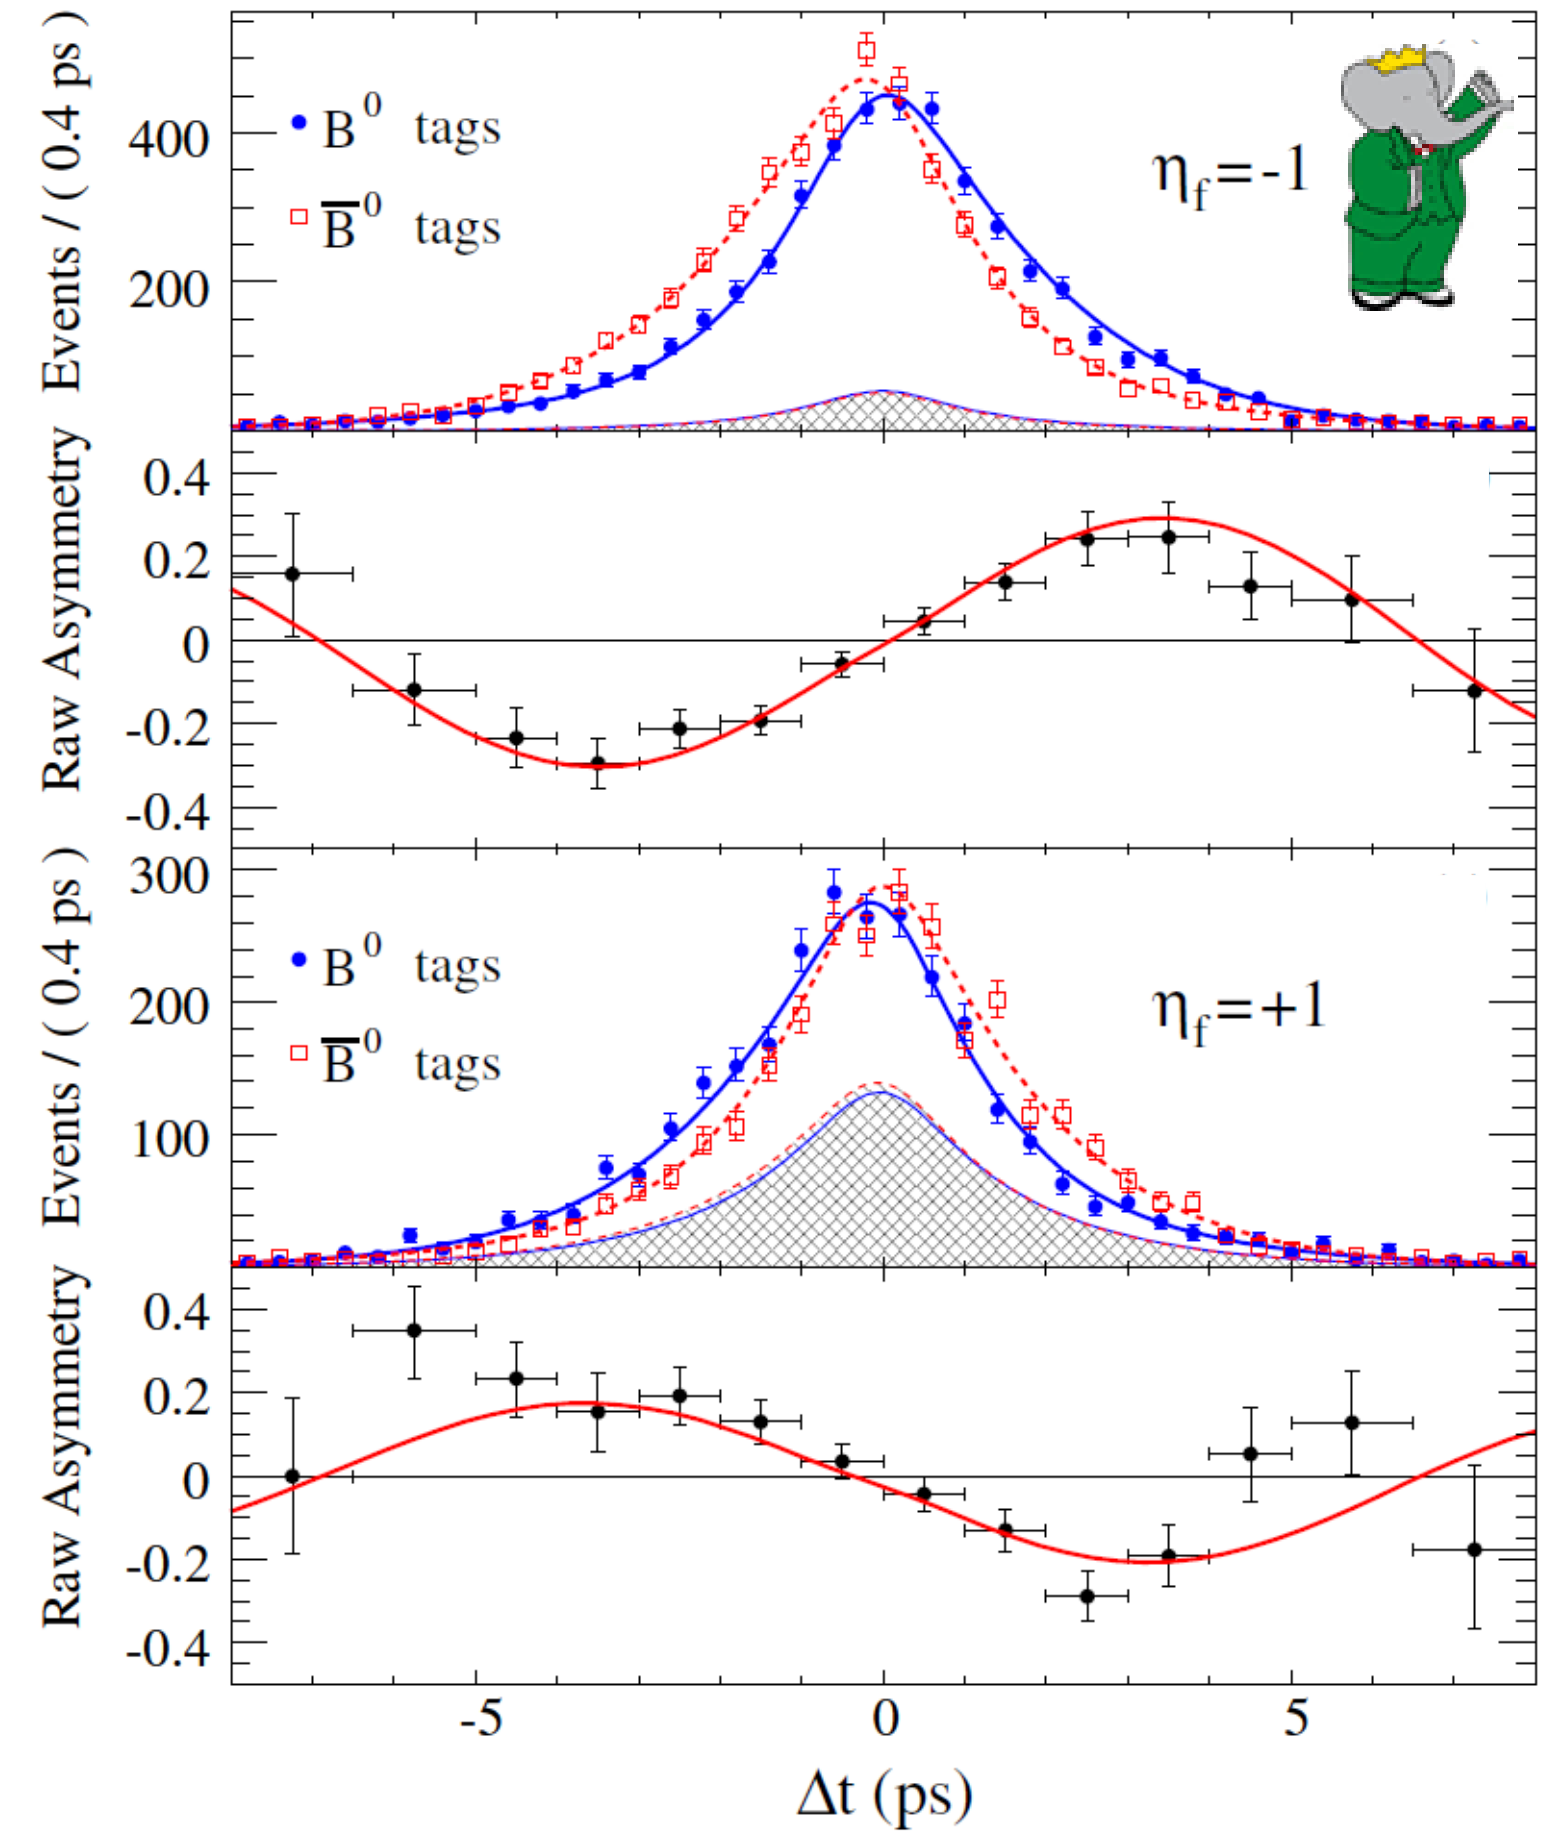 Events / ( 0.4 ps )
400
200
B⁰ tags
B̅⁰ tags
ηf=-1
Raw Asymmetry
0.4
0.2
0
-0.2
-0.4
Events / ( 0.4 ps )
300
200
100
B⁰ tags
B̅⁰ tags
ηf=+1
Raw Asymmetry
0.4
0.2
0
-0.2
-0.4
-5 0 5
Δt (ps)